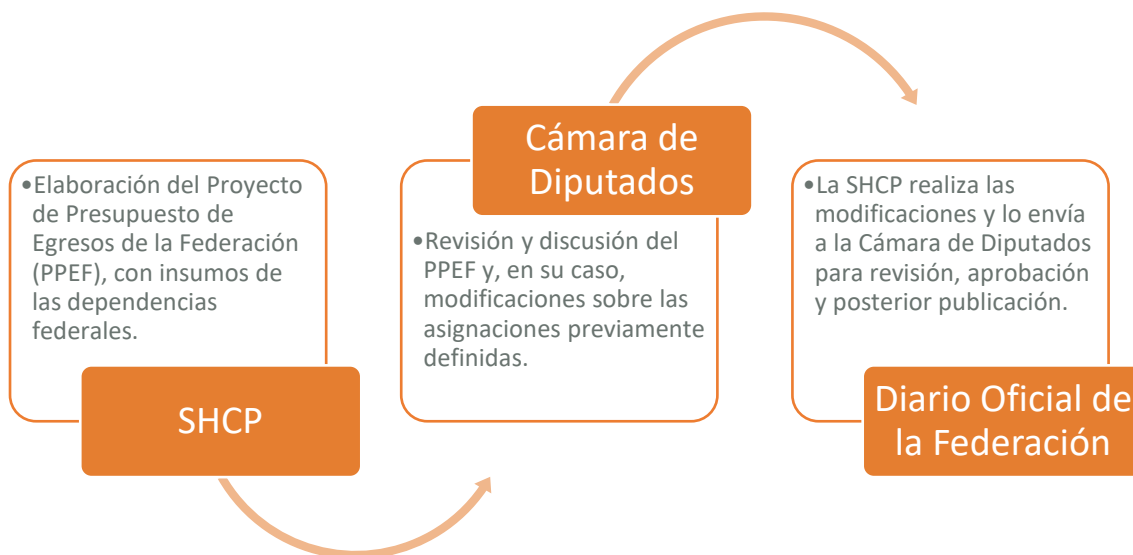 •Elaboración del Proyecto
de Presupuesto de
Egresos de la Federación
(PPEF), con insumos de
las dependencias
federales.
SHCP
Cámara de
Diputados
•Revisión y discusión del
PPEF y, en su caso,
modificaciones sobre las
asignaciones previamente
definidas.
•La SHCP realiza las
modificaciones y lo envía
a la Cámara de Diputados
para revisión, aprobación
y posterior publicación.
Diario Oficial de
la Federación